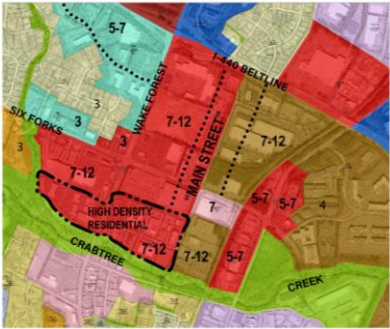 5-7
I-440 BELTLINE
WAKE FOREST
3
SIX FORKS
3
3
7-12
"MAIN STREET"
7-12
3
7-12
4
5-7
5-7
7
HIGH DENSITY
RESIDENTIAL
7-12
7-12
5-7
CRABTREE
CREEK